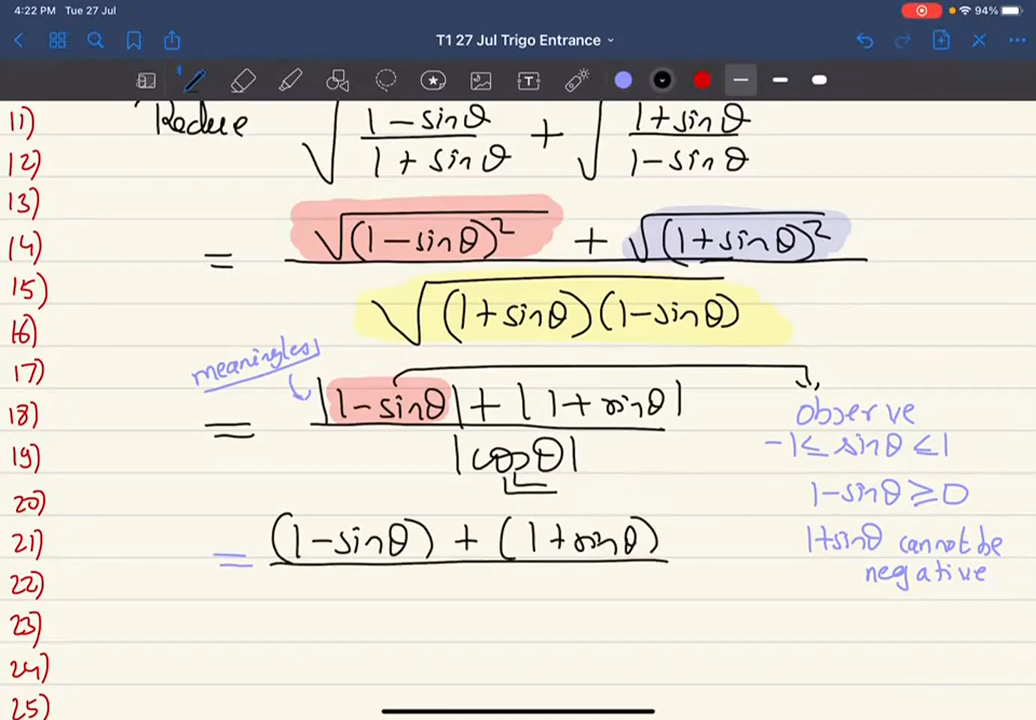 4:22 PM Tue 27 Jul 94%
T1 27 Jul Trigo Entrance
11) Reduce √((1-sinθ)/(1+sinθ)) + √((1+sinθ)/(1-sinθ))
12)
13)
14) = (√(1-sinθ)² + √(1+sinθ)²)/√((1+sinθ)(1-sinθ))
15)
16)
meaningless
17)
18) = (|1-sinθ| + |1+sinθ|)/|cosθ|
19)
observe
-1≤ sinθ ≤1
20) 1-sinθ ≥0
21) = (1-sinθ) + (1+sinθ)
1+sinθ cannot be
negative
22)
23)
24)
25)